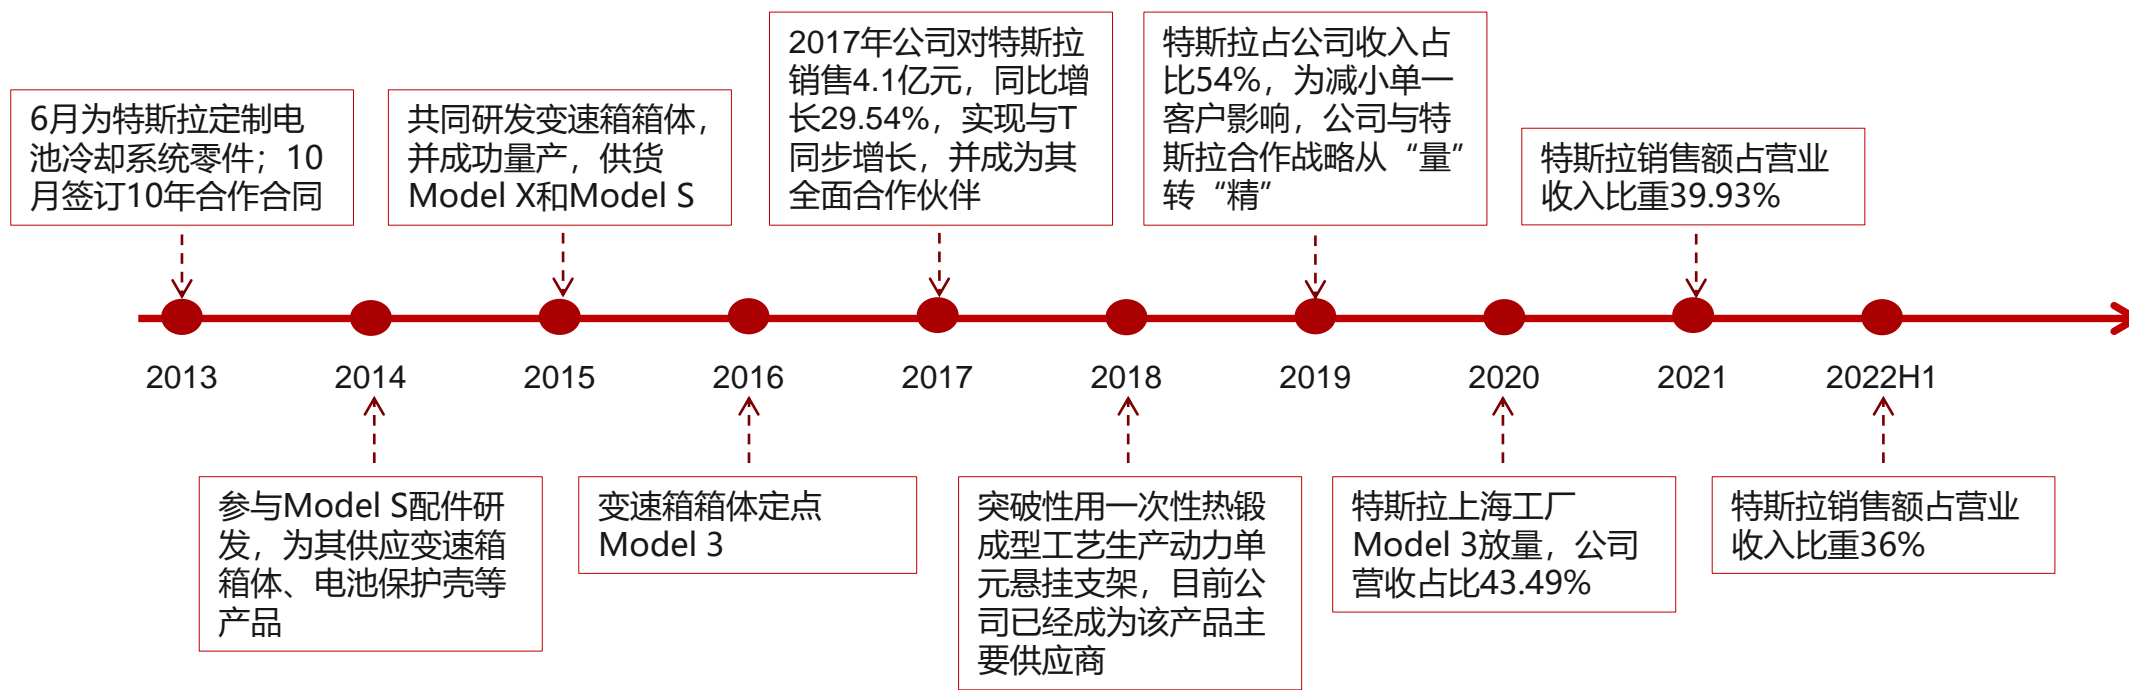 6月为特斯拉定制电
池冷却系统零件；10
月签订10年合作合同
共同研发变速箱箱体，
并成功量产，供货
Model X和Model S
2017年公司对特斯拉
销售4.1亿元，同比增
长29.54%，实现与T
同步增长，并成为其
全面合作伙伴
特斯拉占公司收入占
比54%，为减小单一
客户影响，公司与特
斯拉合作战略从“量”
转“精”
特斯拉销售额占营业
收入比重39.93%
2013
2014
2015
2016
2017
2018
2019
2020
2021
2022H1
参与Model S配件研
发，为其供应变速箱
箱体、电池保护壳等
产品
变速箱箱体定点
Model 3
突破性用一次性热锻
成型工艺生产动力单
元悬挂支架，目前公
司已经成为该产品主
要供应商
特斯拉上海工厂
Model 3放量，公司
营收占比43.49%
特斯拉销售额占营业
收入比重36%